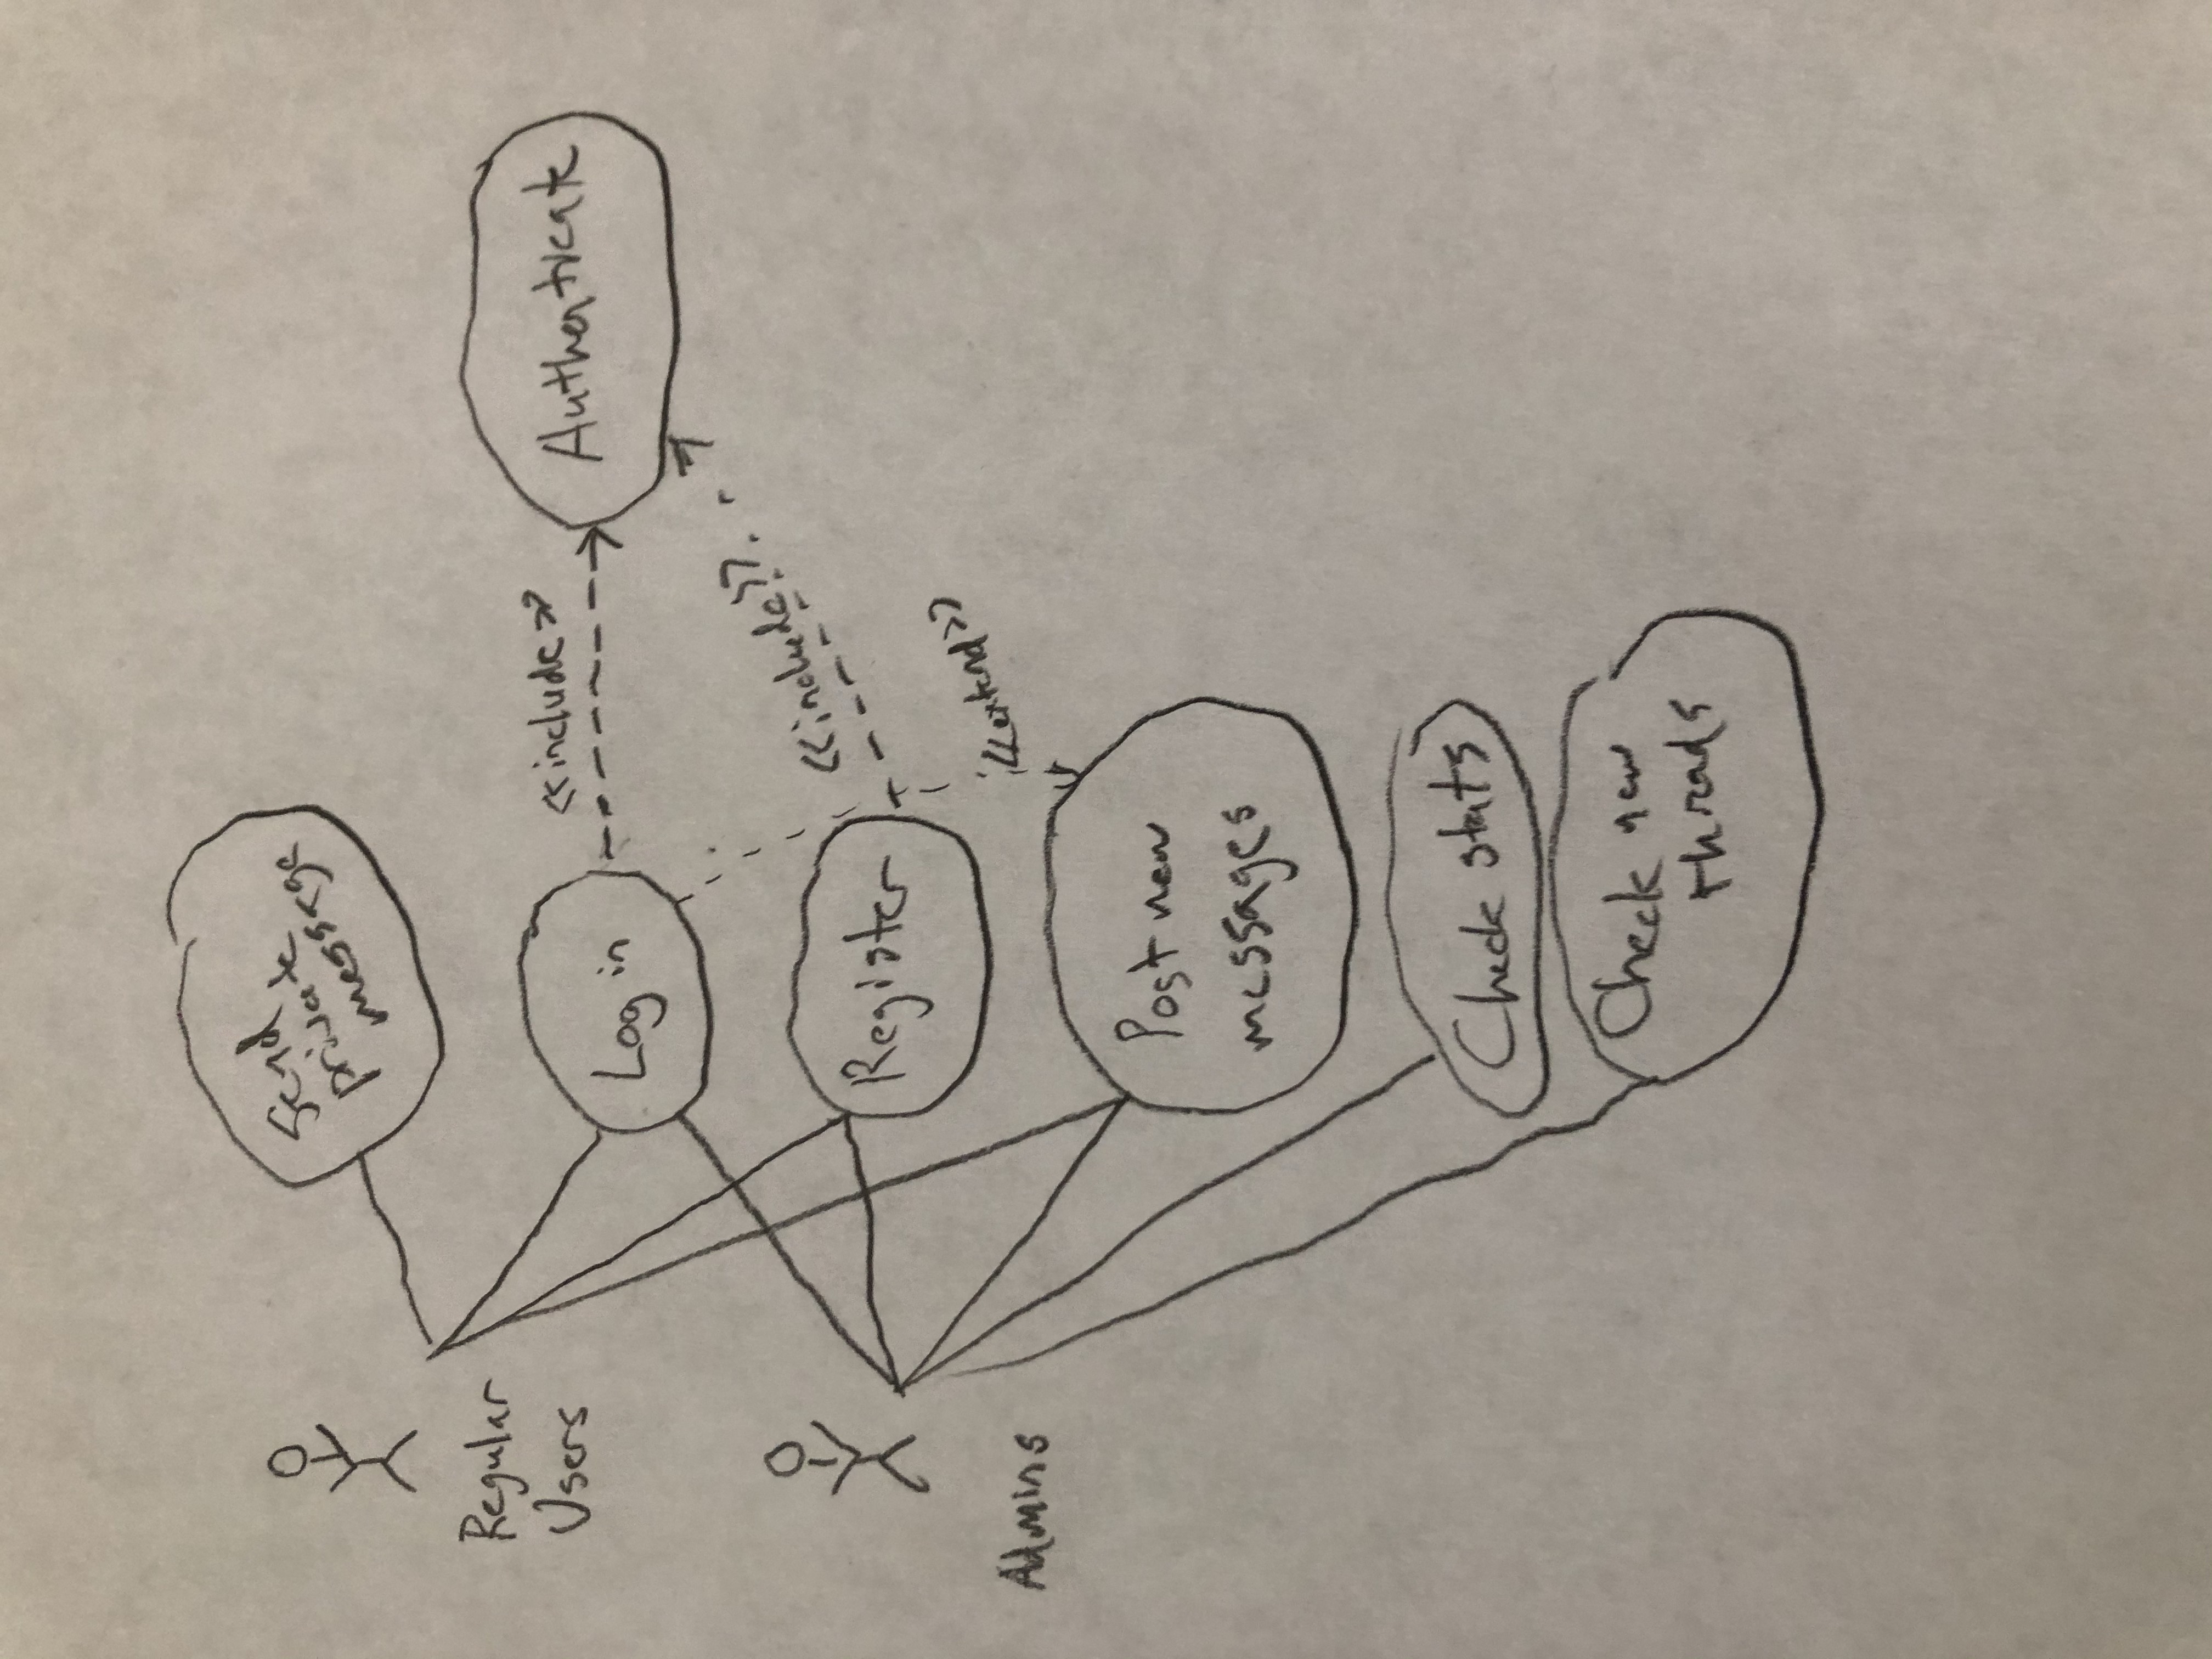 Send
private
message
Regular
Users
Log in
<<include>>
Authenticate
Register
<<include>>
Admins
<<extend>>
Post new
messages
Check stats
Check new
threads